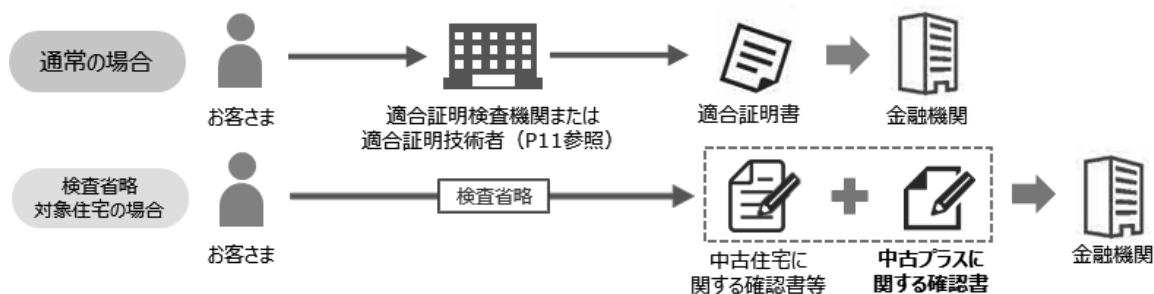 通常の場合
お客さま
適合証明検査機関または
適合証明技術者（P11参照）
適合証明書
金融機関
検査省略
対象住宅の場合
お客さま
検査省略
中古住宅に
関する確認書等
中古プラスに
関する確認書
金融機関